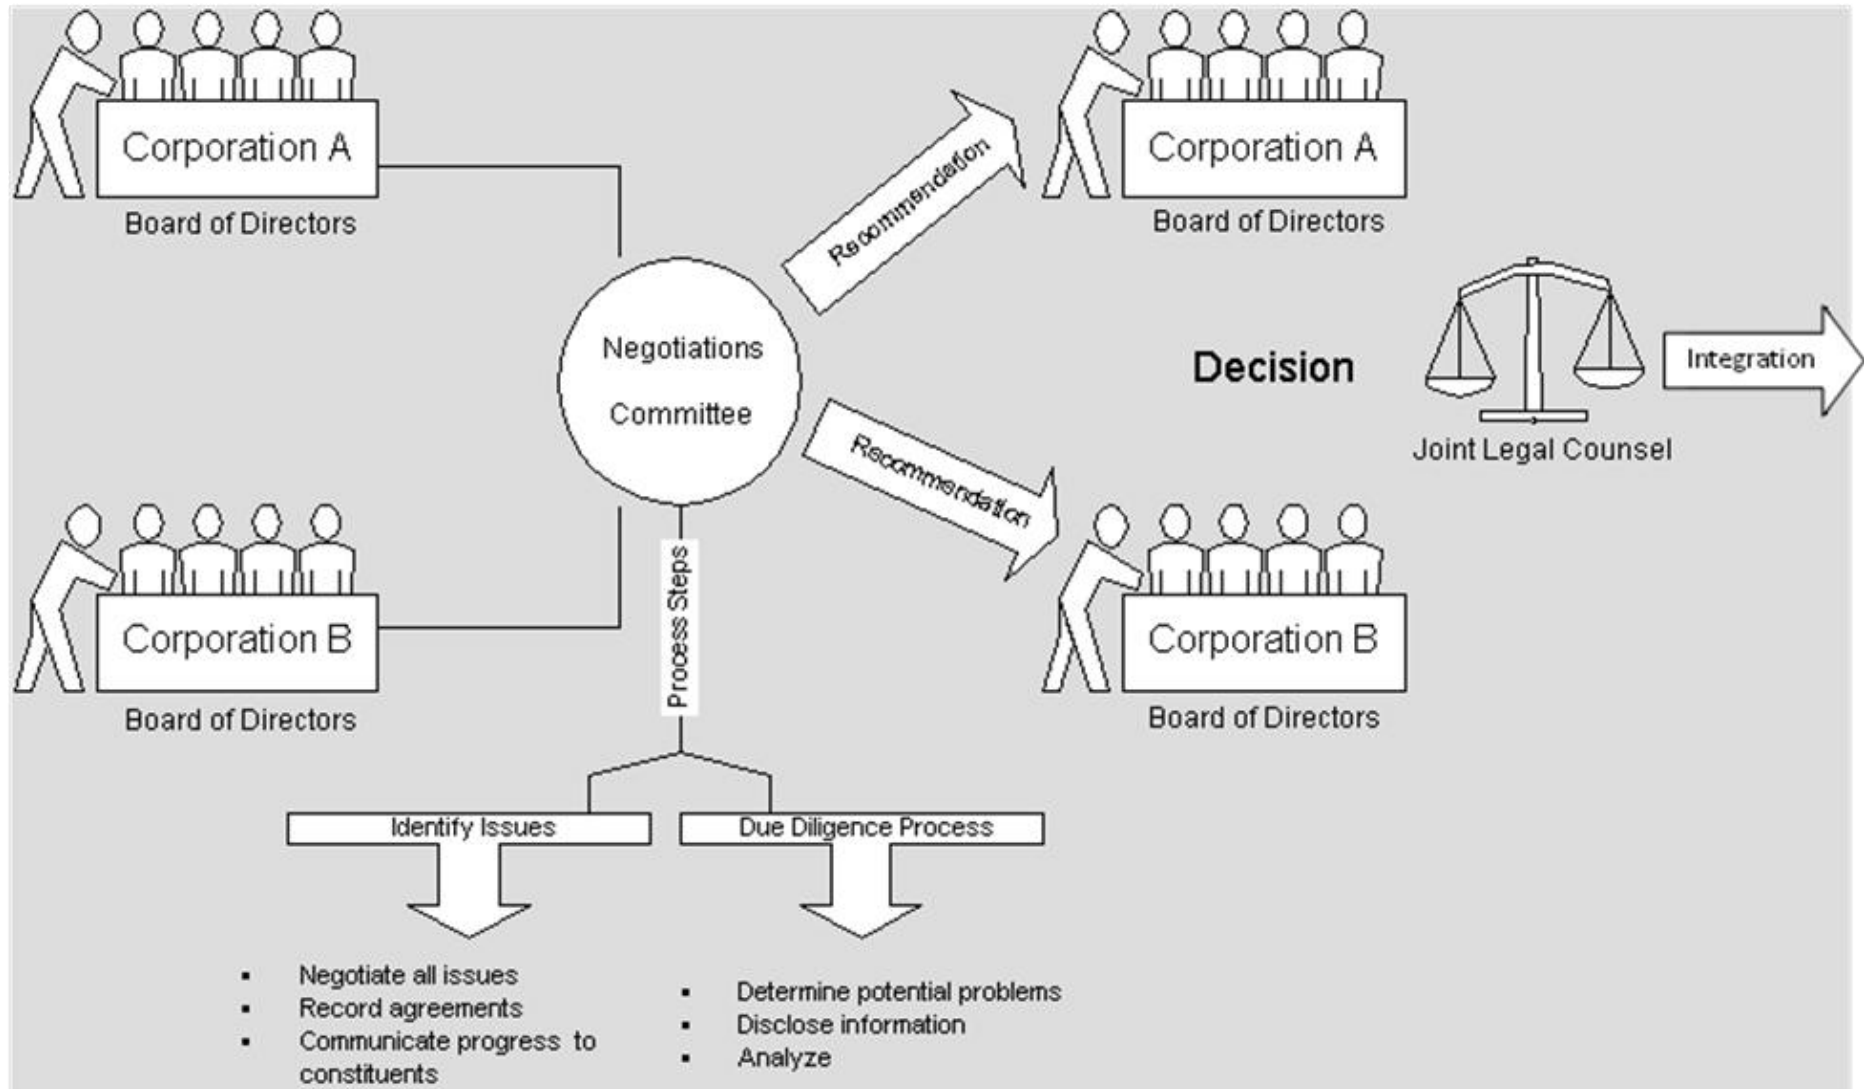 Corporation A
Board of Directors
Corporation B
Board of Directors
Negotiations
Committee
Recommendation
Recommendation
Corporation A
Board of Directors
Decision
Joint Legal Counsel
Integration
Corporation B
Board of Directors
Process Steps
Identify Issues
▪ Negotiate all issues
▪ Record agreements
▪ Communicate progress to
constituents
Due Diligence Process
▪ Determine potential problems
▪ Disclose information
▪ Analyze